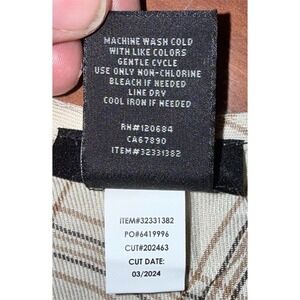 MACHINE WASH COLD
WITH LIKE COLORS
GENTLE CYCLE
USE ONLY NON-CHLORINE
BLEACH IF NEEDED
LINE DRY
COOL IRON IF NEEDED
RN#120684
CA67890
ITEM#32331382
ITEM#32331382
PO#6419996
CUT#202463
CUT DATE:
03/2024